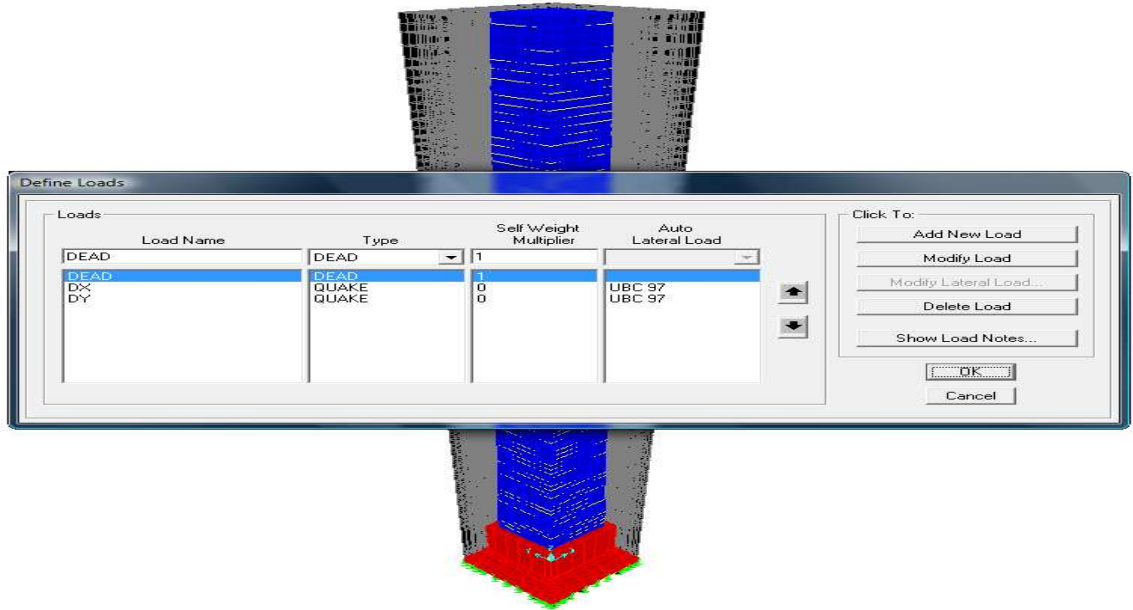 Define Loads
Loads
Click To:
Load Name Type Self Weight Multiplier Auto Lateral Load
DEAD DEAD 1
DEAD DEAD 1
DX QUAKE 0 UBC 97
DY QUAKE 0 UBC 97
Add New Load
Modify Load
Modify Lateral Load...
Delete Load
Show Load Notes...
OK
Cancel